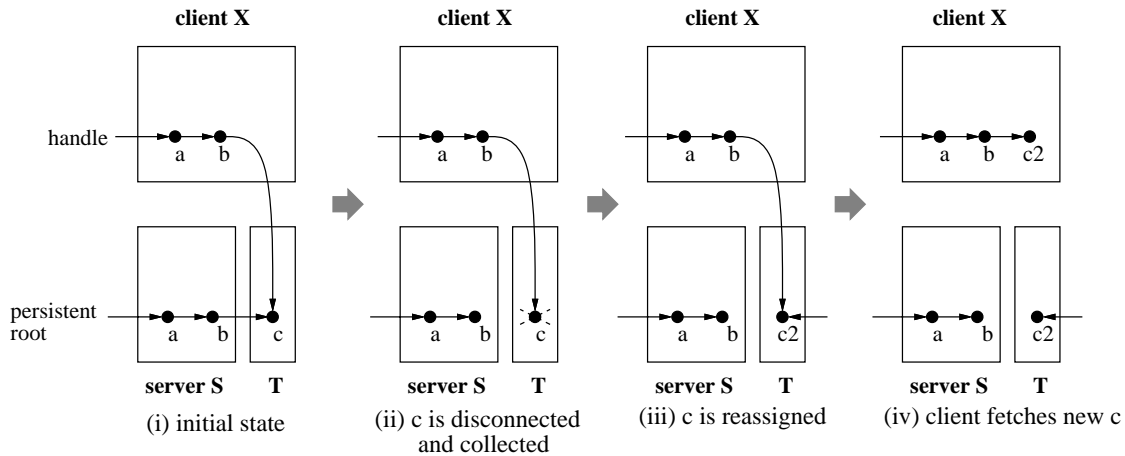 client X
client X
client X
client X
handle
a
b
a
b
a
b
a
b
c2
persistent
root
a
b
c
a
b
c
a
b
c2
a
b
c2
server S
T
server S
T
server S
T
server S
T
(i) initial state
(ii) c is disconnected
and collected
(iii) c is reassigned
(iv) client fetches new c